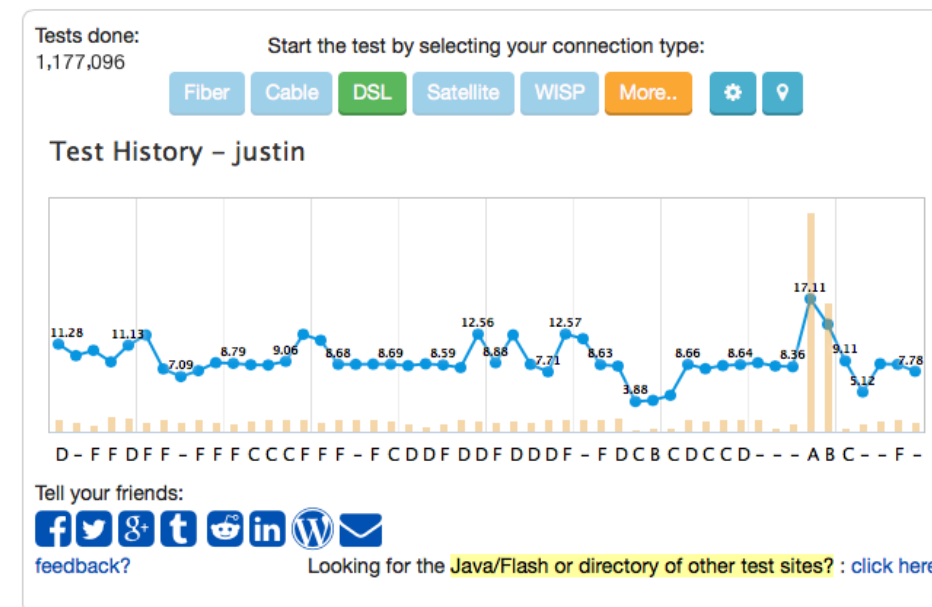 Tests done:
1,177,096
Start the test by selecting your connection type:
Fiber Cable DSL Satellite WISP More..
Test History – justin
11.28 11.13 7.09 8.79 9.06 8.68 8.69 8.59 12.56 8.88 7.71 12.57 8.63 3.88 8.66 8.64 8.36 17.11 9.11 5.12 7.78
D – F F D F F – F F F C C C F F F – F C D D F D D F D D D F – F D C B C D C C D – – – A B C – – F –
Tell your friends:
feedback?
Looking for the Java/Flash or directory of other test sites? : click here